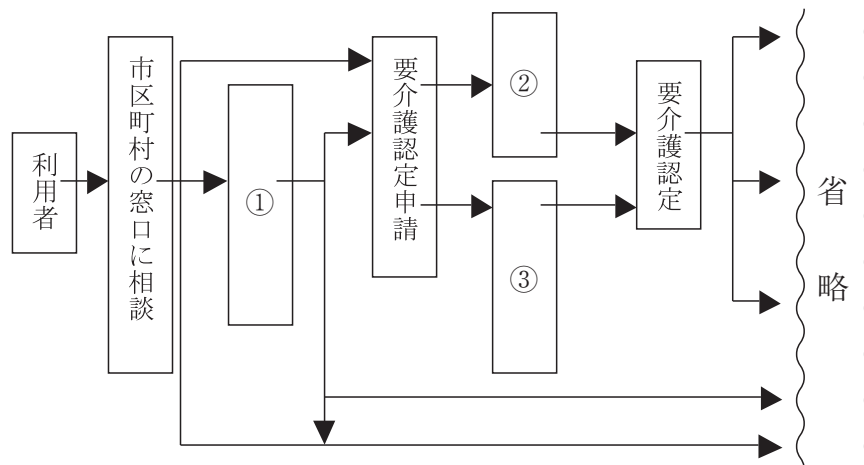 利用者
市区町村の窓口に相談
①
要介護認定申請
②
③
要介護認定
省略